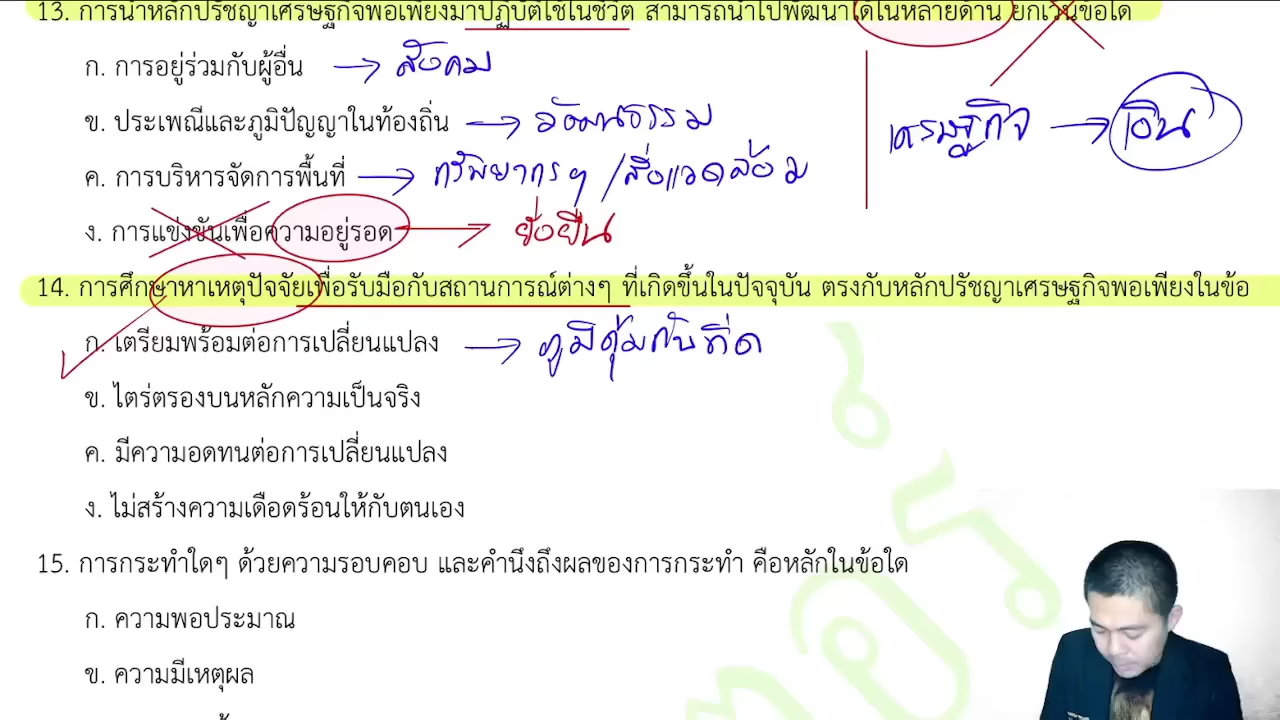 13. การนำหลักปรัชญาเศรษฐกิจพอเพียงมาปฏิบัติใช้ในชีวิต สามารถนำไปพัฒนาได้ในหลายด้าน ยกเว้นข้อใด
ก. การอยู่ร่วมกับผู้อื่น → สังคม
ข. ประเพณีและภูมิปัญญาในท้องถิ่น → วัฒนธรรม
เศรษฐกิจ → เงิน
ค. การบริหารจัดการพื้นที่ → ทรัพยากรฯ /สิ่งแวดล้อม
ง. การแข่งขันเพื่อความอยู่รอด → ยั่งยืน
14. การศึกษาหาเหตุปัจจัยเพื่อรับมือกับสถานการณ์ต่างๆ ที่เกิดขึ้นในปัจจุบัน ตรงกับหลักปรัชญาเศรษฐกิจพอเพียงในข้อ
ก. เตรียมพร้อมต่อการเปลี่ยนแปลง → ภูมิคุ้มกันที่ดี
ข. ไตร่ตรองบนหลักความเป็นจริง
ค. มีความอดทนต่อการเปลี่ยนแปลง
ง. ไม่สร้างความเดือดร้อนให้กับตนเอง
15. การกระทำใดๆ ด้วยความรอบคอบ และคำนึงถึงผลของการกระทำ คือหลักในข้อใด
ก. ความพอประมาณ
ข. ความมีเหตุผล